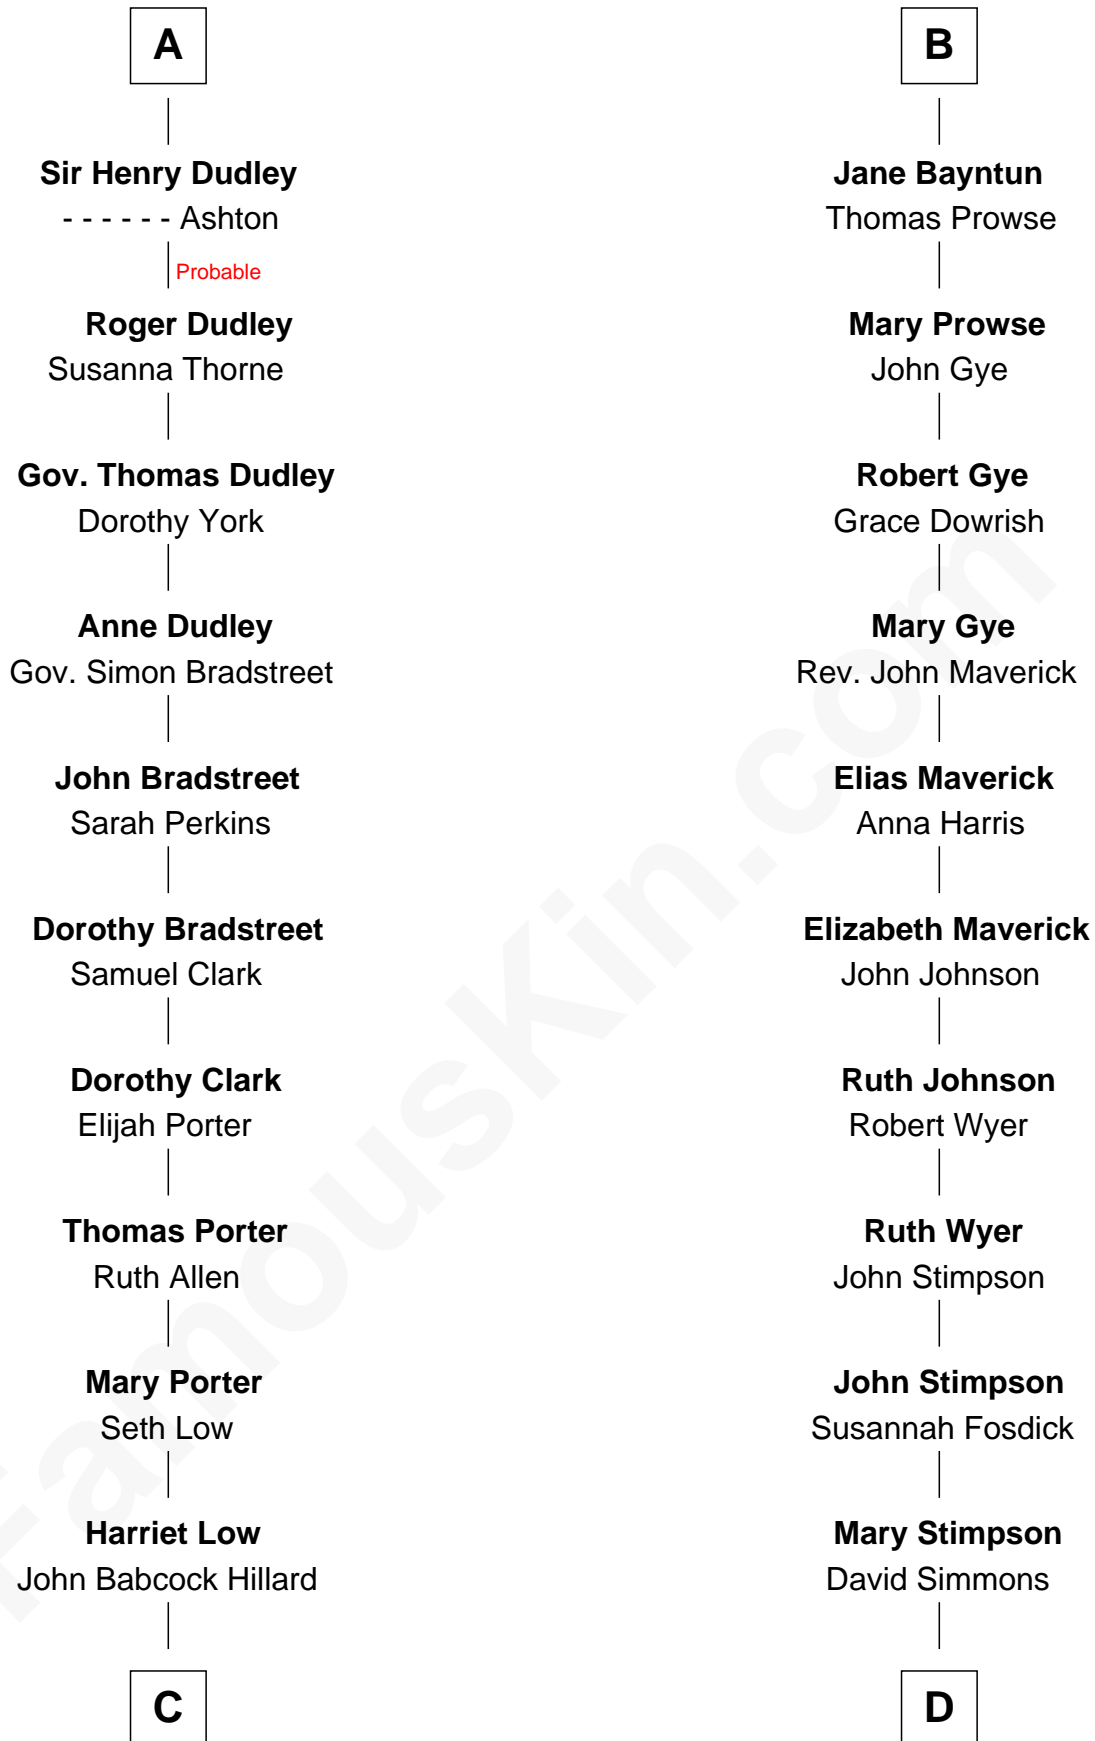 A
Sir Henry Dudley
- - - - - - Ashton
Probable
Roger Dudley
Susanna Thorne
Gov. Thomas Dudley
Dorothy York
Anne Dudley
Gov. Simon Bradstreet
John Bradstreet
Sarah Perkins
Dorothy Bradstreet
Samuel Clark
Dorothy Clark
Elijah Porter
Thomas Porter
Ruth Allen
Mary Porter
Seth Low
Harriet Low
John Babcock Hillard
C
B
Jane Bayntun
Thomas Prowse
Mary Prowse
John Gye
Robert Gye
Grace Dowrish
Mary Gye
Rev. John Maverick
Elias Maverick
Anna Harris
Elizabeth Maverick
John Johnson
Ruth Johnson
Robert Wyer
Ruth Wyer
John Stimpson
John Stimpson
Susannah Fosdick
Mary Stimpson
David Simmons
D
FamousKin.com